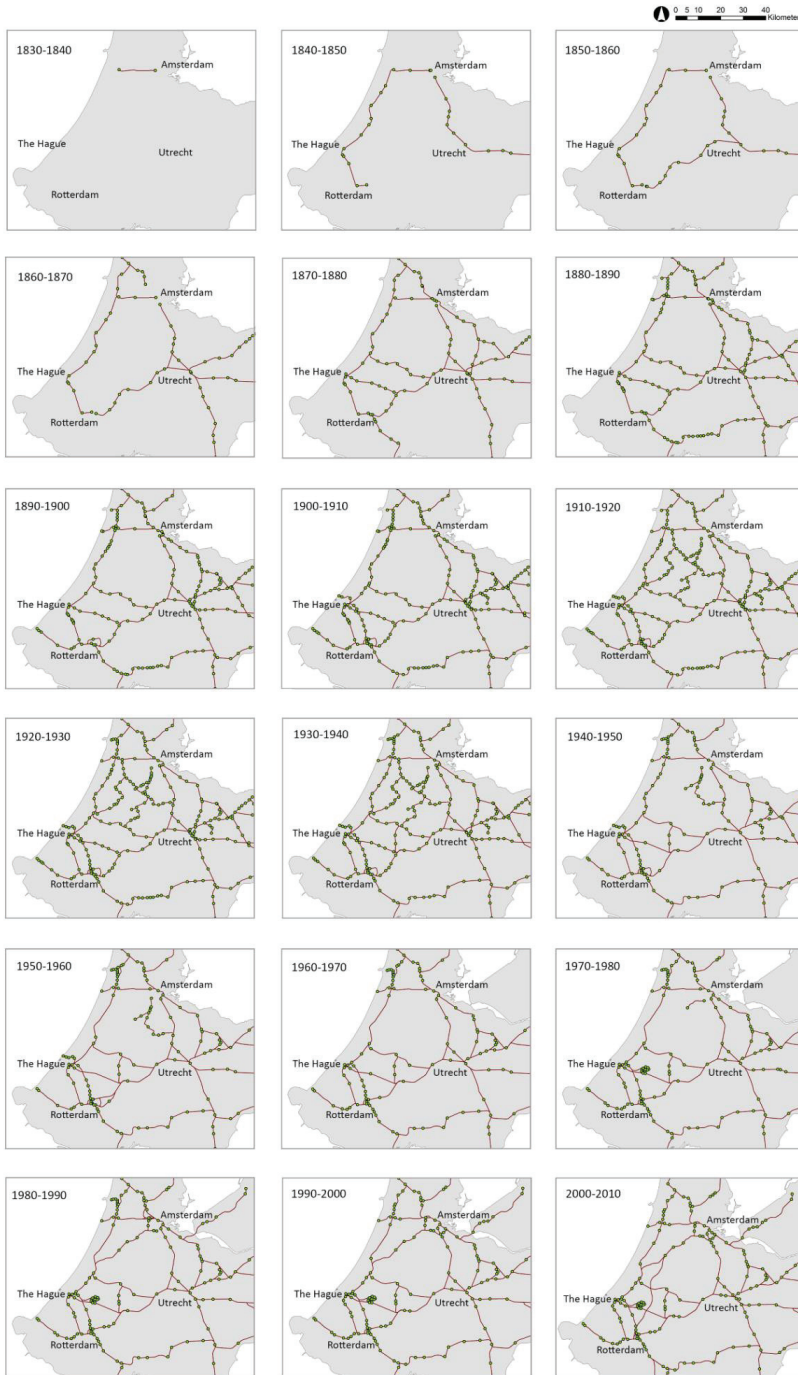 0 5 10 20 30 40
Kilometers
1830-1840
Amsterdam
The Hague
Utrecht
Rotterdam
1840-1850
Amsterdam
The Hague
Utrecht
Rotterdam
1850-1860
Amsterdam
The Hague
Utrecht
Rotterdam
1860-1870
Amsterdam
The Hague
Utrecht
Rotterdam
1870-1880
Amsterdam
The Hague
Utrecht
Rotterdam
1880-1890
Amsterdam
The Hague
Utrecht
Rotterdam
1890-1900
Amsterdam
The Hague
Utrecht
Rotterdam
1900-1910
Amsterdam
The Hague
Utrecht
Rotterdam
1910-1920
Amsterdam
The Hague
Utrecht
Rotterdam
1920-1930
Amsterdam
The Hague
Utrecht
Rotterdam
1930-1940
Amsterdam
The Hague
Utrecht
Rotterdam
1940-1950
Amsterdam
The Hague
Utrecht
Rotterdam
1950-1960
Amsterdam
The Hague
Utrecht
Rotterdam
1960-1970
Amsterdam
The Hague
Utrecht
Rotterdam
1970-1980
Amsterdam
The Hague
Utrecht
Rotterdam
1980-1990
Amsterdam
The Hague
Utrecht
Rotterdam
1990-2000
Amsterdam
The Hague
Utrecht
Rotterdam
2000-2010
Amsterdam
The Hague
Utrecht
Rotterdam